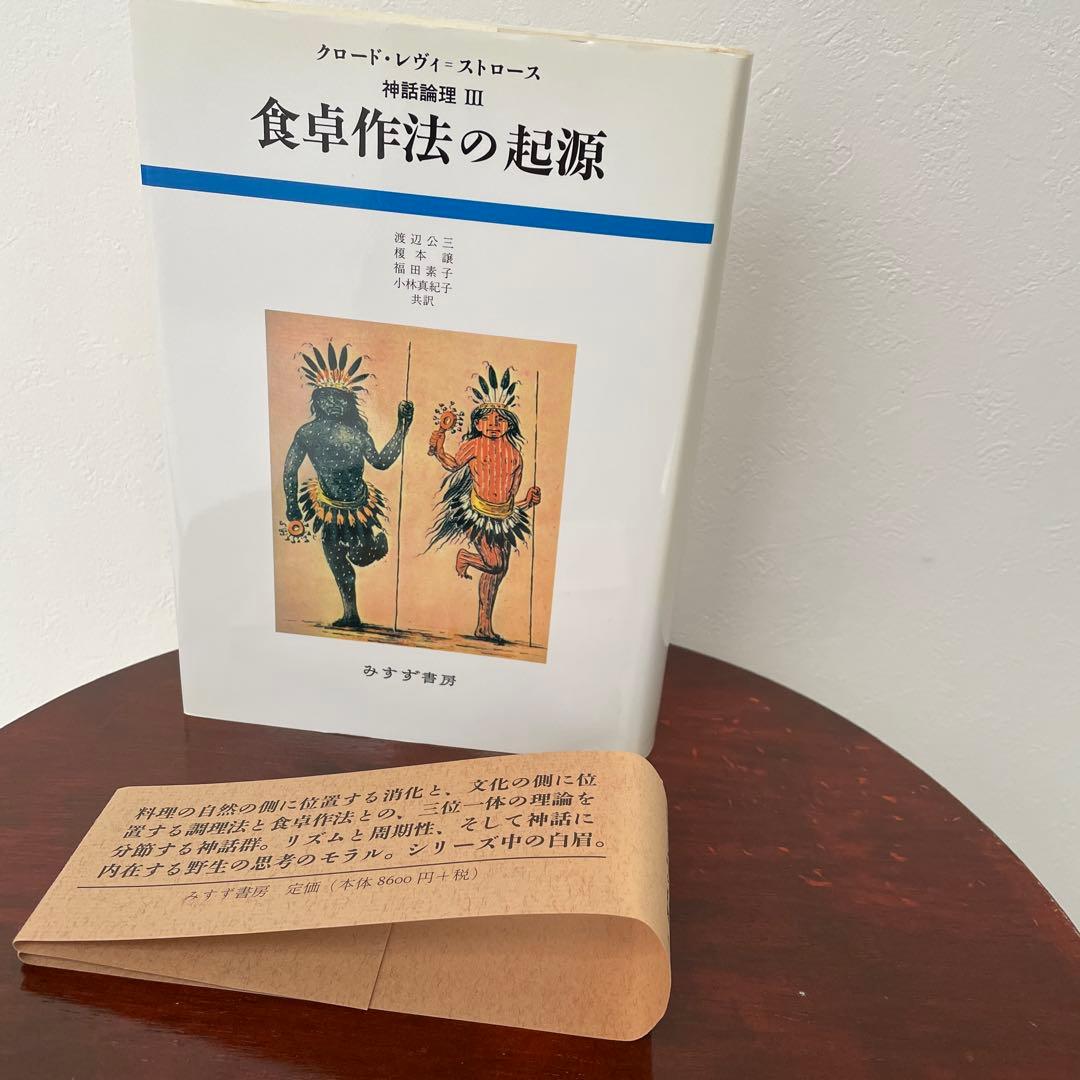 クロード・レヴィ=ストロース
神話論理 III
食卓作法の起源
渡辺公三
榎本譲
福田素子
小林真紀子
共訳
みすず書房
料理の自然の側に位置する消化と、文化の側に位
置する調理法と食卓作法との、三位一体の理論を
分節する神話群。リズムと周期性、そして神話に
内在する野生の思考のモラル。シリーズ中の白眉。
みすず書房 定価（本体8600円+税）